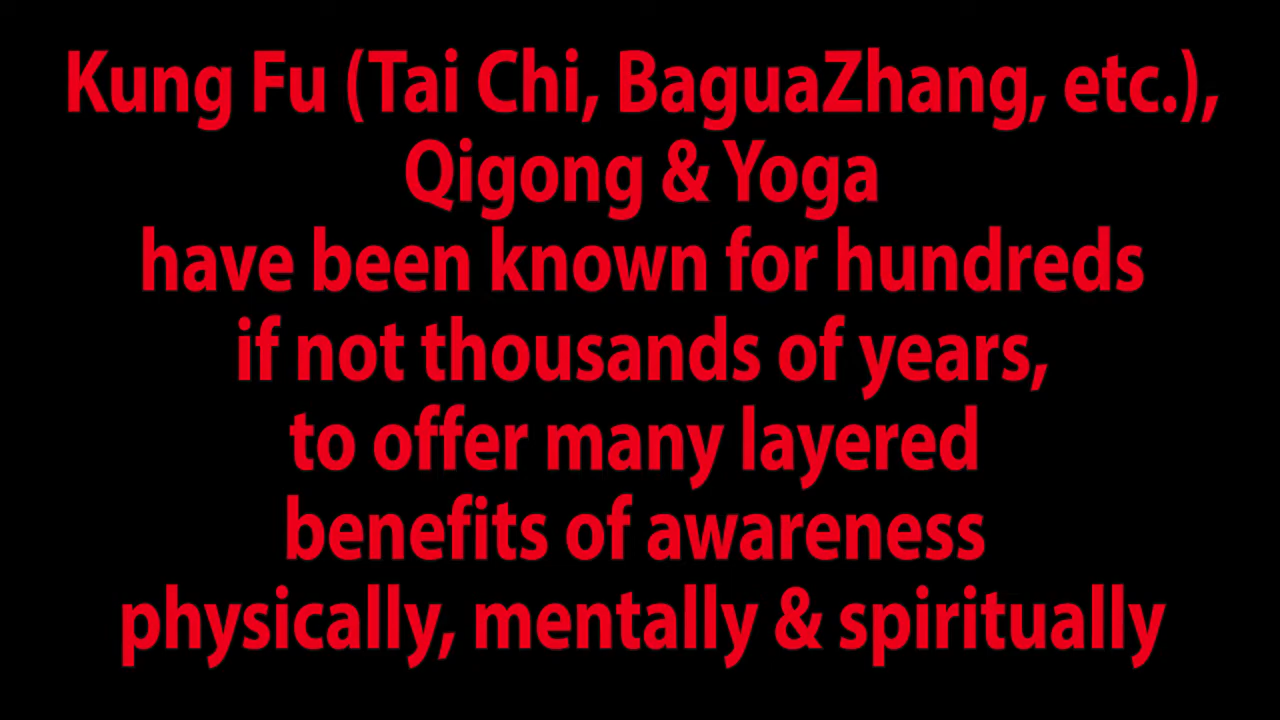 Kung Fu (Tai Chi, BaguaZhang, etc.),
Qigong & Yoga
have been known for hundreds
if not thousands of years,
to offer many layered
benefits of awareness
physically, mentally & spiritually